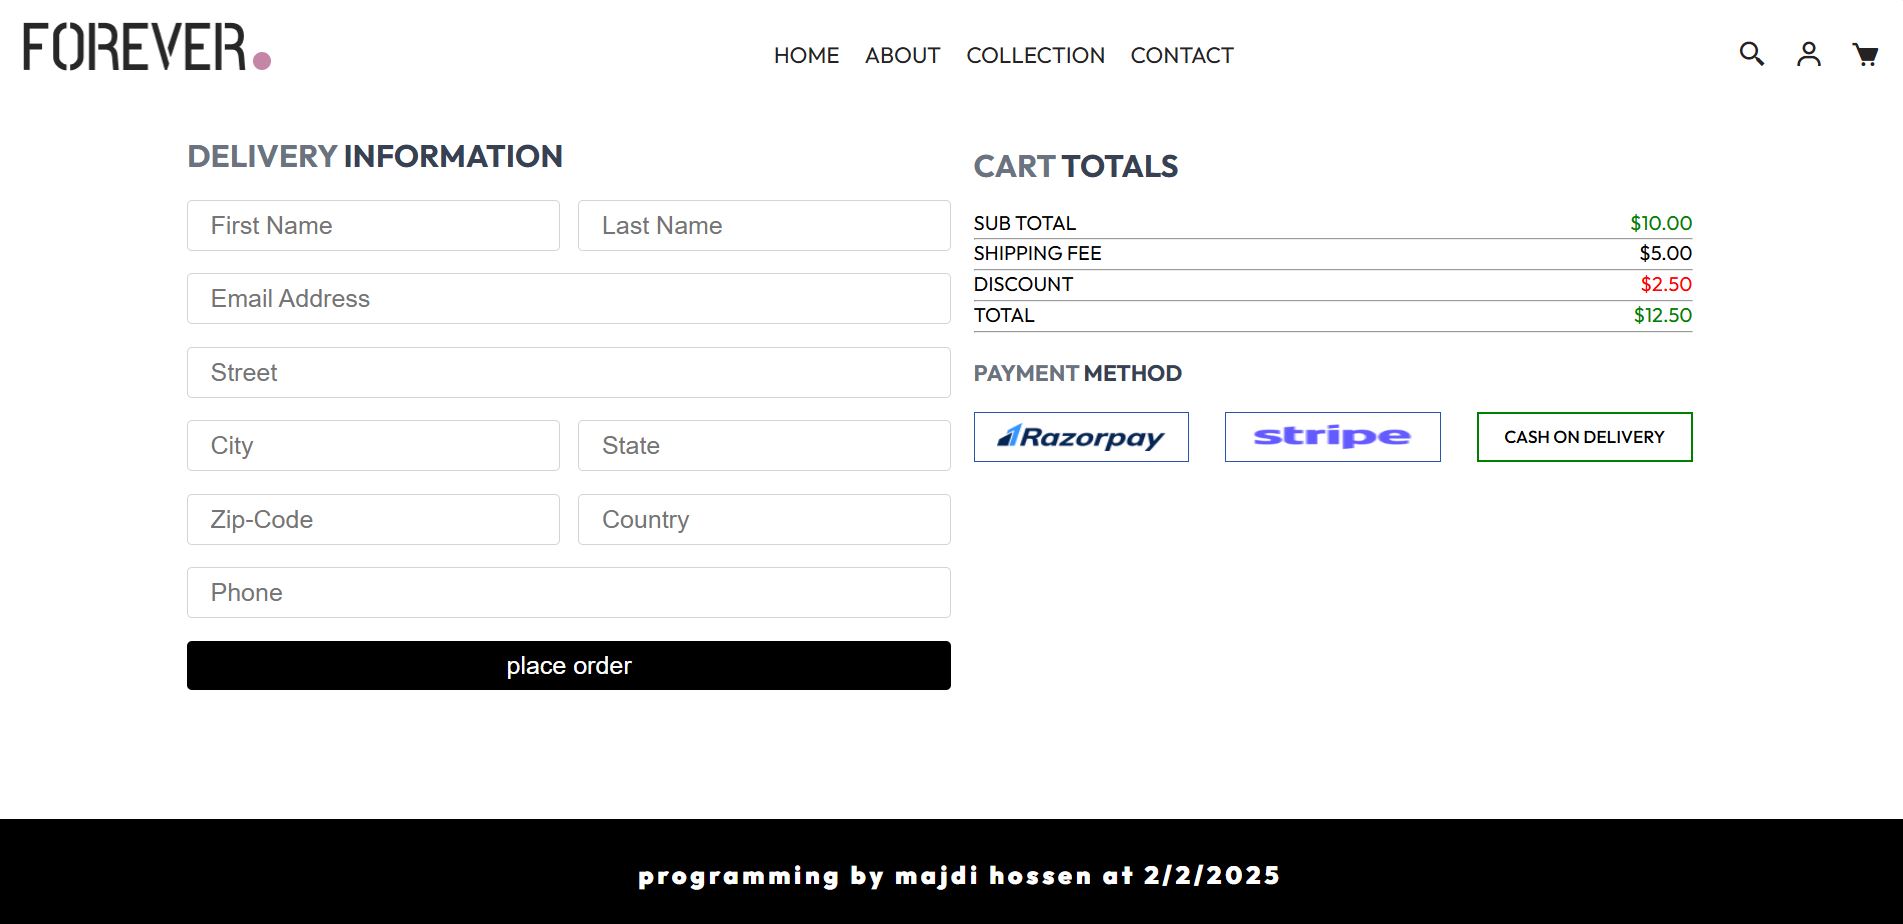 FOREVER.
HOME ABOUT COLLECTION CONTACT
DELIVERY INFORMATION
First Name Last Name
Email Address
Street
City State
Zip-Code Country
Phone
place order
CART TOTALS
SUB TOTAL $10.00
SHIPPING FEE $5.00
DISCOUNT $2.50
TOTAL $12.50
PAYMENT METHOD
Razorpay stripe CASH ON DELIVERY
programming by majdi hossen at 2/2/2025